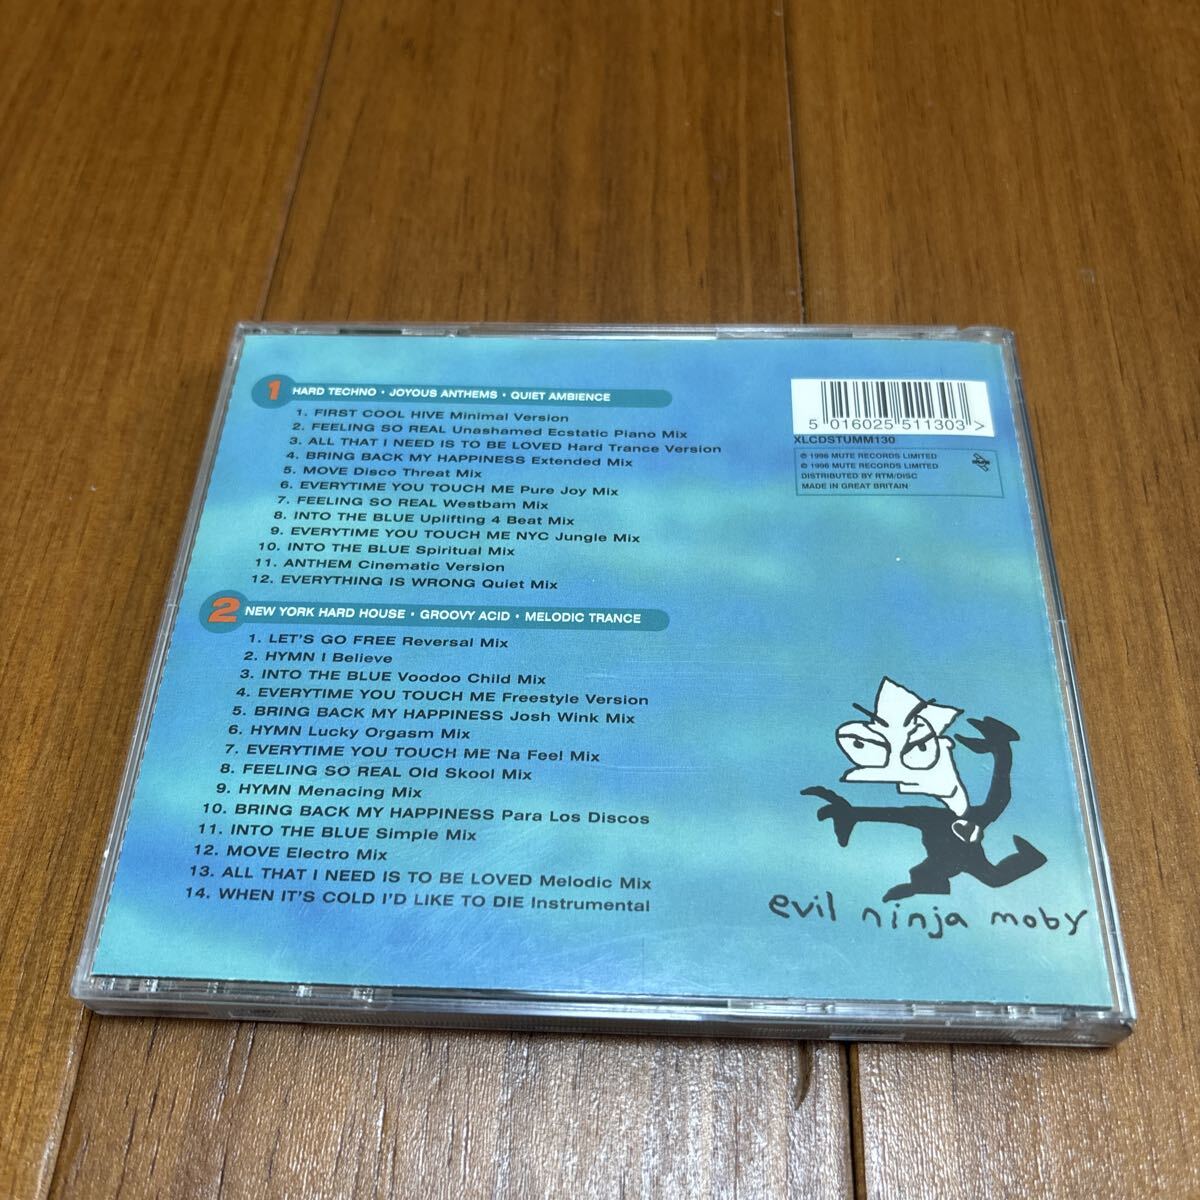 1 HARD TECHNO • JOYOUS ANTHEMS • QUIET AMBIENCE
1. FIRST COOL HIVE Minimal Version
2. FEELING SO REAL Unashamed Ecstatic Piano Mix
3. ALL THAT I NEED IS TO BE LOVED Hard Trance Version
4. BRING BACK MY HAPPINESS Extended Mix
5. MOVE Disco Threat Mix
6. EVERYTIME YOU TOUCH ME Pure Joy Mix
7. FEELING SO REAL Westbam Mix
8. INTO THE BLUE Uplifting 4 Beat Mix
9. EVERYTIME YOU TOUCH ME NYC Jungle Mix
10. INTO THE BLUE Spiritual Mix
11. ANTHEM Cinematic Version
12. EVERYTHING IS WRONG Quiet Mix
2 NEW YORK HARD HOUSE • GROOVY ACID • MELODIC TRANCE
1. LET'S GO FREE Reversal Mix
2. HYMN I Believe
3. INTO THE BLUE Voodoo Child Mix
4. EVERYTIME YOU TOUCH ME Freestyle Version
5. BRING BACK MY HAPPINESS Josh Wink Mix
6. HYMN Lucky Orgasm Mix
7. EVERYTIME YOU TOUCH ME Na Feel Mix
8. FEELING SO REAL Old Skool Mix
9. HYMN Menacing Mix
10. BRING BACK MY HAPPINESS Para Los Discos
11. INTO THE BLUE Simple Mix
12. MOVE Electro Mix
13. ALL THAT I NEED IS TO BE LOVED Melodic Mix
14. WHEN IT'S COLD I'D LIKE TO DIE Instrumental
5 016025 511303 >
XLCDSTUMM130
℗ 1996 MUTE RECORDS LIMITED
© 1996 MUTE RECORDS LIMITED
DISTRIBUTED BY RTM/DISC
MADE IN GREAT BRITAIN
evil ninja moby